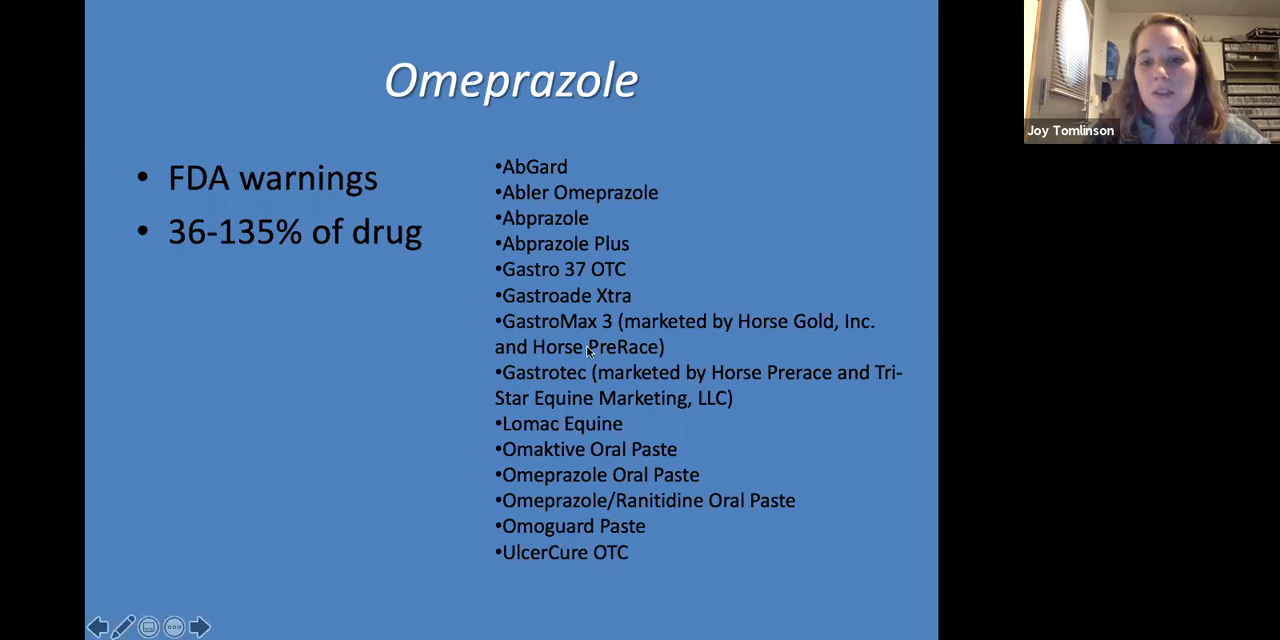 Omeprazole
• FDA warnings
• 36-135% of drug
•AbGard
•Abler Omeprazole
•Abprazole
•Abprazole Plus
•Gastro 37 OTC
•Gastroade Xtra
•GastroMax 3 (marketed by Horse Gold, Inc.
and Horse PreRace)
•Gastrotec (marketed by Horse Prerace and Tri-
Star Equine Marketing, LLC)
•Lomac Equine
•Omaktive Oral Paste
•Omeprazole Oral Paste
•Omeprazole/Ranitidine Oral Paste
•Omoguard Paste
•UlcerCure OTC
Joy Tomlinson